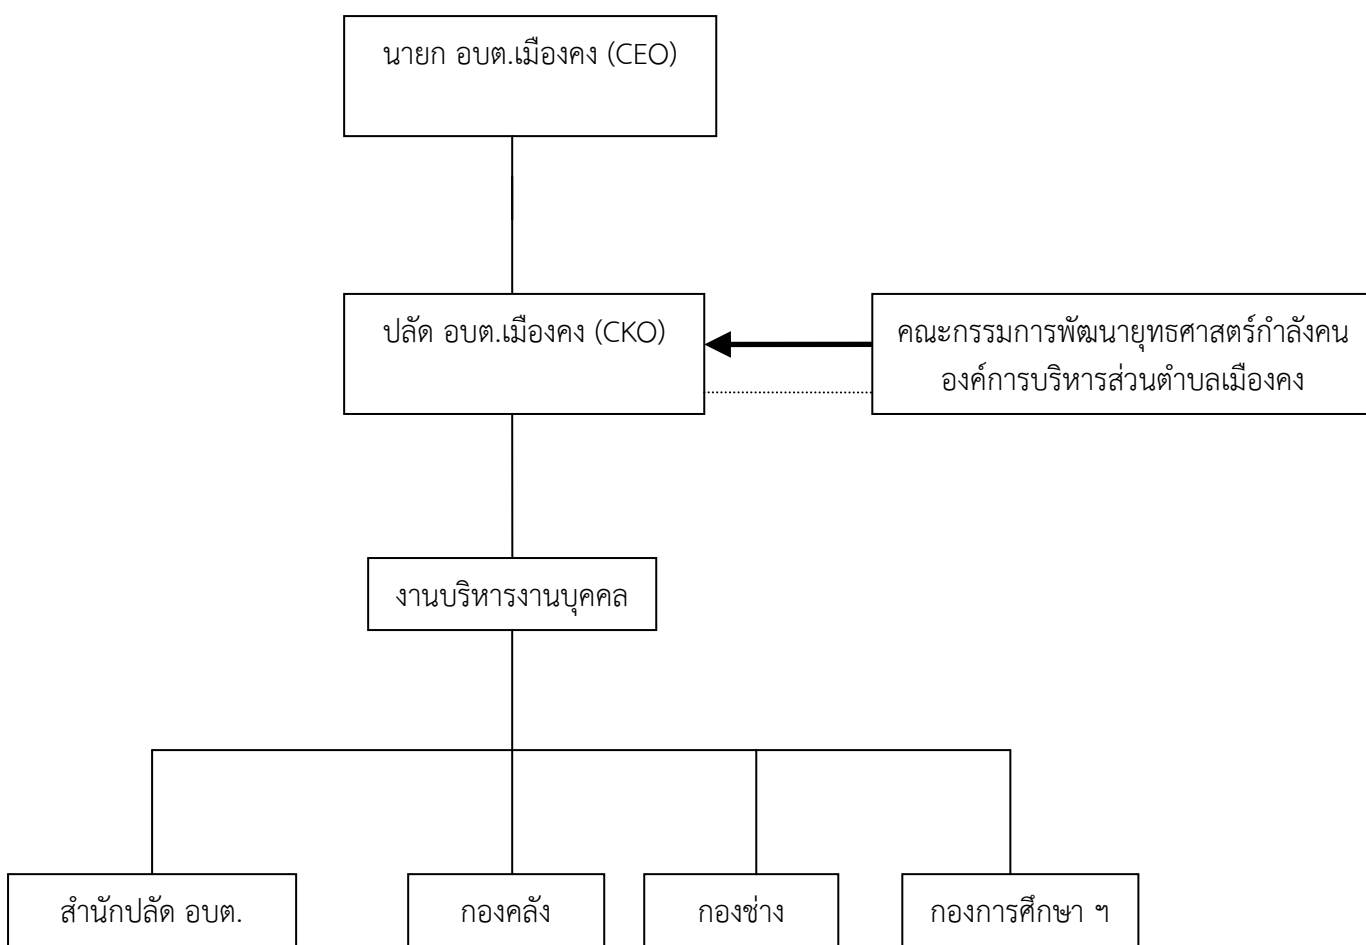 นายก อบต.เมืองคง (CEO)
ปลัด อบต.เมืองคง (CKO)
คณะกรรมการพัฒนายุทธศาสตร์กำลังคน
องค์การบริหารส่วนตำบลเมืองคง
งานบริหารงานบุคคล
สำนักปลัด อบต.
กองคลัง
กองช่าง
กองการศึกษา ฯ